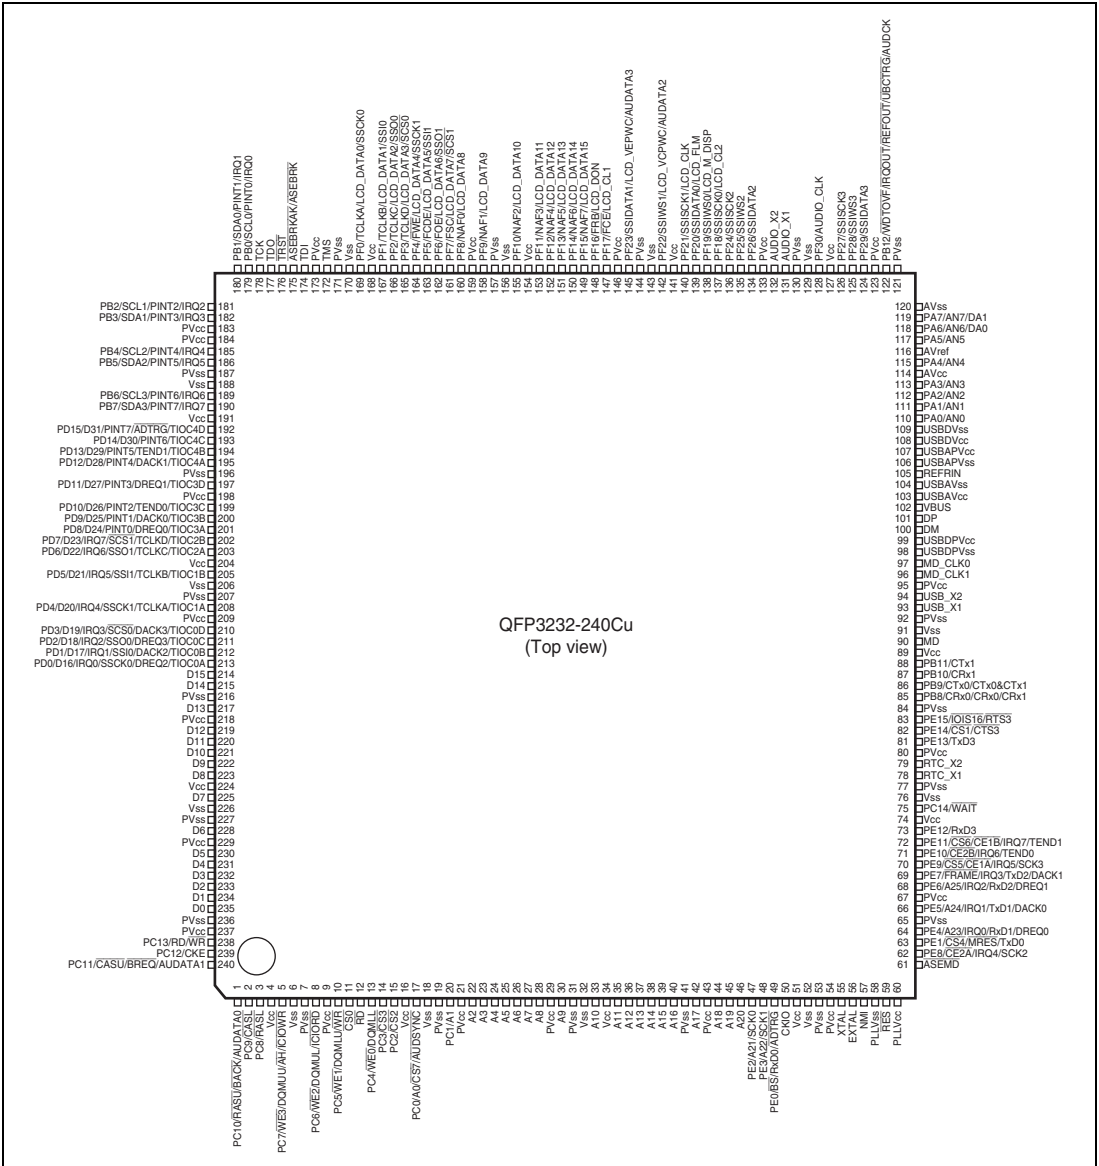 PB1/SDA0/PINT1/IRQ1 180
PB0/SCL0/PINT0/IRQ0 179
TCK 178
TDO 177
TRST 176
ASEBRKAK/ASEBRK 175
TDI 174
PVcc 173
TMS 172
PVss 171
Vss 170
PF0/TCLKA/LCD_DATA0/SSCK0 169
Vcc 168
PF1/TCLKB/LCD_DATA1/SSI0 167
PF2/TCLKC/LCD_DATA2/SSO0 166
PF3/TCLKD/LCD_DATA3/SCS0 165
PF4/FWE/LCD_DATA4/SSCK1 164
PF5/FCDE/LCD_DATA5/SSI1 163
PF6/FOE/LCD_DATA6/SSO1 162
PF7/FSC/LCD_DATA7/SCS1 161
PF8/NAF0/LCD_DATA8 160
PVcc 159
PF9/NAF1/LCD_DATA9 158
PVss 157
Vss 156
PF10/NAF2/LCD_DATA10 155
Vcc 154
PF11/NAF3/LCD_DATA11 153
PF12/NAF4/LCD_DATA12 152
PF13/NAF5/LCD_DATA13 151
PF14/NAF6/LCD_DATA14 150
PF15/NAF7/LCD_DATA15 149
PF16/FRB/LCD_DON 148
PF17/FCE/LCD_CL1 147
PVcc 146
PF23/SSIDATA1/LCD_VEPWC/AUDATA3 145
PVss 144
Vss 143
PF22/SSIWS1/LCD_VCPWC/AUDATA2 142
Vcc 141
PF21/SSISCK1/LCD_CLK 140
PF20/SSIDATA0/LCD_FLM 139
PF19/SSIWS0/LCD_M_DISP 138
PF18/SSISCK0/LCD_CL2 137
PF24/SSISCK2 136
PF25/SSIWS2 135
PF26/SSIDATA2 134
PVcc 133
AUDIO_X2 132
AUDIO_X1 131
PVss 130
Vss 129
PF30/AUDIO_CLK 128
Vcc 127
PF27/SSISCK3 126
PF28/SSIWS3 125
PF29/SSIDATA3 124
PVcc 123
PB12/WDTOVF/IRQOUT/REFOUT/UBCTRG/AUDCK 122
PVss 121
PB2/SCL1/PINT2/IRQ2 181
PB3/SDA1/PINT3/IRQ3 182
PVcc 183
PVcc 184
PB4/SCL2/PINT4/IRQ4 185
PB5/SDA2/PINT5/IRQ5 186
PVss 187
Vss 188
PB6/SCL3/PINT6/IRQ6 189
PB7/SDA3/PINT7/IRQ7 190
Vcc 191
PD15/D31/PINT7/ADTRG/TIOC4D 192
PD14/D30/PINT6/TIOC4C 193
PD13/D29/PINT5/TEND1/TIOC4B 194
PD12/D28/PINT4/DACK1/TIOC4A 195
PVss 196
PD11/D27/PINT3/DREQ1/TIOC3D 197
PVcc 198
PD10/D26/PINT2/TEND0/TIOC3C 199
PD9/D25/PINT1/DACK0/TIOC3B 200
PD8/D24/PINT0/DREQ0/TIOC3A 201
PD7/D23/IRQ7/SCS1/TCLKD/TIOC2B 202
PD6/D22/IRQ6/SSO1/TCLKC/TIOC2A 203
Vcc 204
PD5/D21/IRQ5/SSI1/TCLKB/TIOC1B 205
Vss 206
PVss 207
PD4/D20/IRQ4/SSCK1/TCLKA/TIOC1A 208
PVcc 209
PD3/D19/IRQ3/SCS0/DACK3/TIOC0D 210
PD2/D18/IRQ2/SSO0/DREQ3/TIOC0C 211
PD1/D17/IRQ1/SSI0/DACK2/TIOC0B 212
PD0/D16/IRQ0/SSCK0/DREQ2/TIOC0A 213
D15 214
D14 215
PVss 216
D13 217
PVcc 218
D12 219
D11 220
D10 221
D9 222
D8 223
Vcc 224
D7 225
Vss 226
PVss 227
D6 228
PVcc 229
D5 230
D4 231
D3 232
D2 233
D1 234
D0 235
PVss 236
PVcc 237
PC13/RD/WR 238
PC12/CKE 239
PC11/CASU/BREQ/AUDATA1 240
QFP3232-240Cu
(Top view)
120 AVss
119 PA7/AN7/DA1
118 PA6/AN6/DA0
117 PA5/AN5
116 AVref
115 PA4/AN4
114 AVcc
113 PA3/AN3
112 PA2/AN2
111 PA1/AN1
110 PA0/AN0
109 USBDVss
108 USBDVcc
107 USBAPVcc
106 USBAPVss
105 REFRIN
104 USBAVss
103 USBAVcc
102 VBUS
101 DP
100 DM
99 USBDPVcc
98 USBDPVss
97 MD_CLK0
96 MD_CLK1
95 PVcc
94 USB_X2
93 USB_X1
92 PVss
91 Vss
90 MD
89 Vcc
88 PB11/CTx1
87 PB10/CRx1
86 PB9/CTx0/CTx0&CTx1
85 PB8/CRx0/CRx0/CRx1
84 PVss
83 PE15/IOIS16/RTS3
82 PE14/CS1/CTS3
81 PE13/TxD3
80 PVcc
79 RTC_X2
78 RTC_X1
77 PVss
76 Vss
75 PC14/WAIT
74 Vcc
73 PE12/RxD3
72 PE11/CS6/CE1B/IRQ7/TEND1
71 PE10/CE2B/IRQ6/TEND0
70 PE9/CS5/CE1A/IRQ5/SCK3
69 PE7/FRAME/IRQ3/TxD2/DACK1
68 PE6/A25/IRQ2/RxD2/DREQ1
67 PVcc
66 PE5/A24/IRQ1/TxD1/DACK0
65 PVss
64 PE4/A23/IRQ0/RxD1/DREQ0
63 PE1/CS4/MRES/TxD0
62 PE8/CE2A/IRQ4/SCK2
61 ASEMD
1 PC10/RASU/BACK/AUDATA0
2 PC9/CASL
3 PC8/RASL
4 Vcc
5 PC7/WE3/DQMUU/AH/ICIOWR
6 Vss
7 PVss
8 PC6/WE2/DQMUL/ICIORD
9 PVcc
10 PC5/WE1/DQMLU/WR
11 CS0
12 RD
13 PC4/WE0/DQMLL
14 PC3/CS3
15 PC2/CS2
16 Vcc
17 PC0/A0/CS7/AUDSYNC
18 Vss
19 PVss
20 PC1/A1
21 PVcc
22 A2
23 A3
24 A4
25 A5
26 A6
27 A7
28 A8
29 PVcc
30 A9
31 PVss
32 Vss
33 A10
34 Vcc
35 A11
36 A12
37 A13
38 A14
39 A15
40 A16
41 PVss
42 A17
43 PVcc
44 A18
45 A19
46 A20
47 PE2/A21/SCK0
48 PE3/A22/SCK1
49 PE0/BS/RxD0/ADTRG
50 CKIO
51 Vcc
52 Vss
53 PVss
54 PVcc
55 XTAL
56 EXTAL
57 NMI
58 PLLVss
59 RES
60 PLLVcc